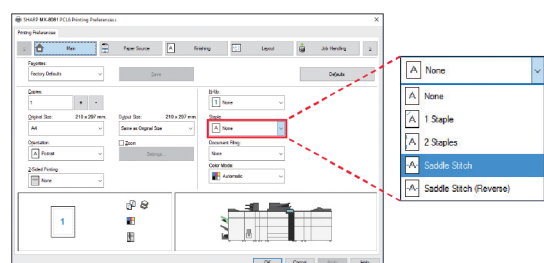 SHARP MX-8081 PCL6 Printing Preferences
Printing Preferences
Main
Paper Source
Finishing
Layout
Job Handling
Favorites:
Factory Defaults
Save
Defaults
Copies:
1
N-Up:
1 None
Original Size: 210 x 297 mm.
Output Size: 210 x 297 mm.
Staple:
A4
Same as Original Size
A None
Orientation:
Zoom
Document Filing:
A Portrait
Settings...
None
2-Sided Printing:
Color Mode:
None
Automatic
1
OK
Cancel
Apply
Help
A None
A None
A 1 Staple
A 2 Staples
A Saddle Stitch
A Saddle Stitch (Reverse)